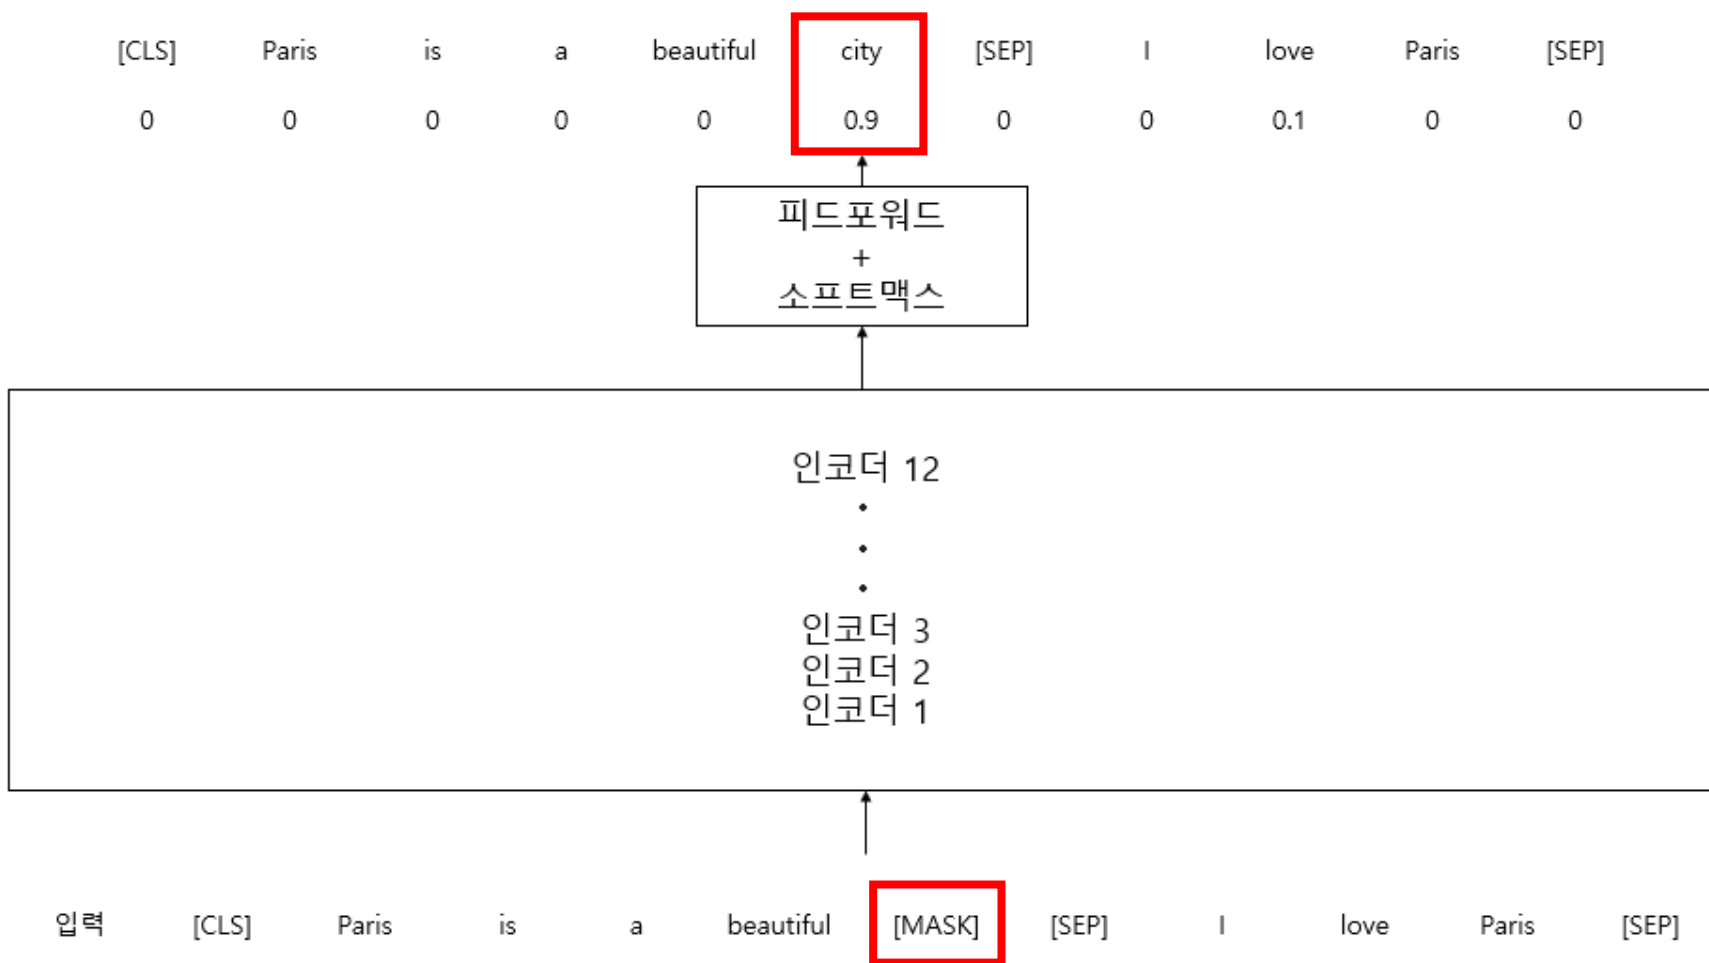 [CLS] Paris is a beautiful city [SEP] I love Paris [SEP]
0 0 0 0 0 0.9 0 0 0.1 0 0
피드포워드
+
소프트맥스
인코더 12
인코더 3
인코더 2
인코더 1
입력 [CLS] Paris is a beautiful [MASK] [SEP] I love Paris [SEP]